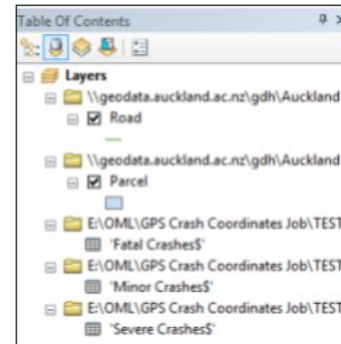 Table Of Contents
Layers
\\geodata.auckland.ac.nz\gdh\Auckland
Road
\\geodata.auckland.ac.nz\gdh\Auckland
Parcel
E:\OML\GPS Crash Coordinates Job\TEST
'Fatal Crashes$'
E:\OML\GPS Crash Coordinates Job\TEST
'Minor Crashes$'
E:\OML\GPS Crash Coordinates Job\TEST
'Severe Crashes$'